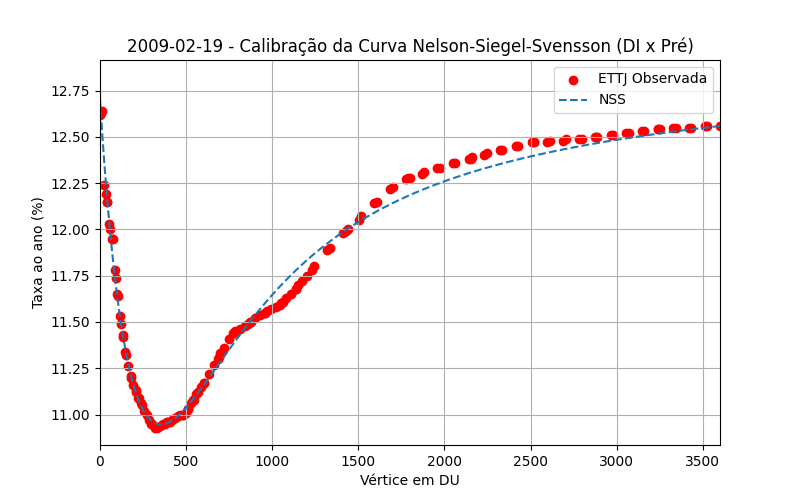 2009-02-19 - Calibração da Curva Nelson-Siegel-Svensson (DI x Pré)
ETTJ Observada
NSS
Taxa ao ano (%)
12.75
12.50
12.25
12.00
11.75
11.50
11.25
11.00
0 500 1000 1500 2000 2500 3000 3500
Vértice em DU